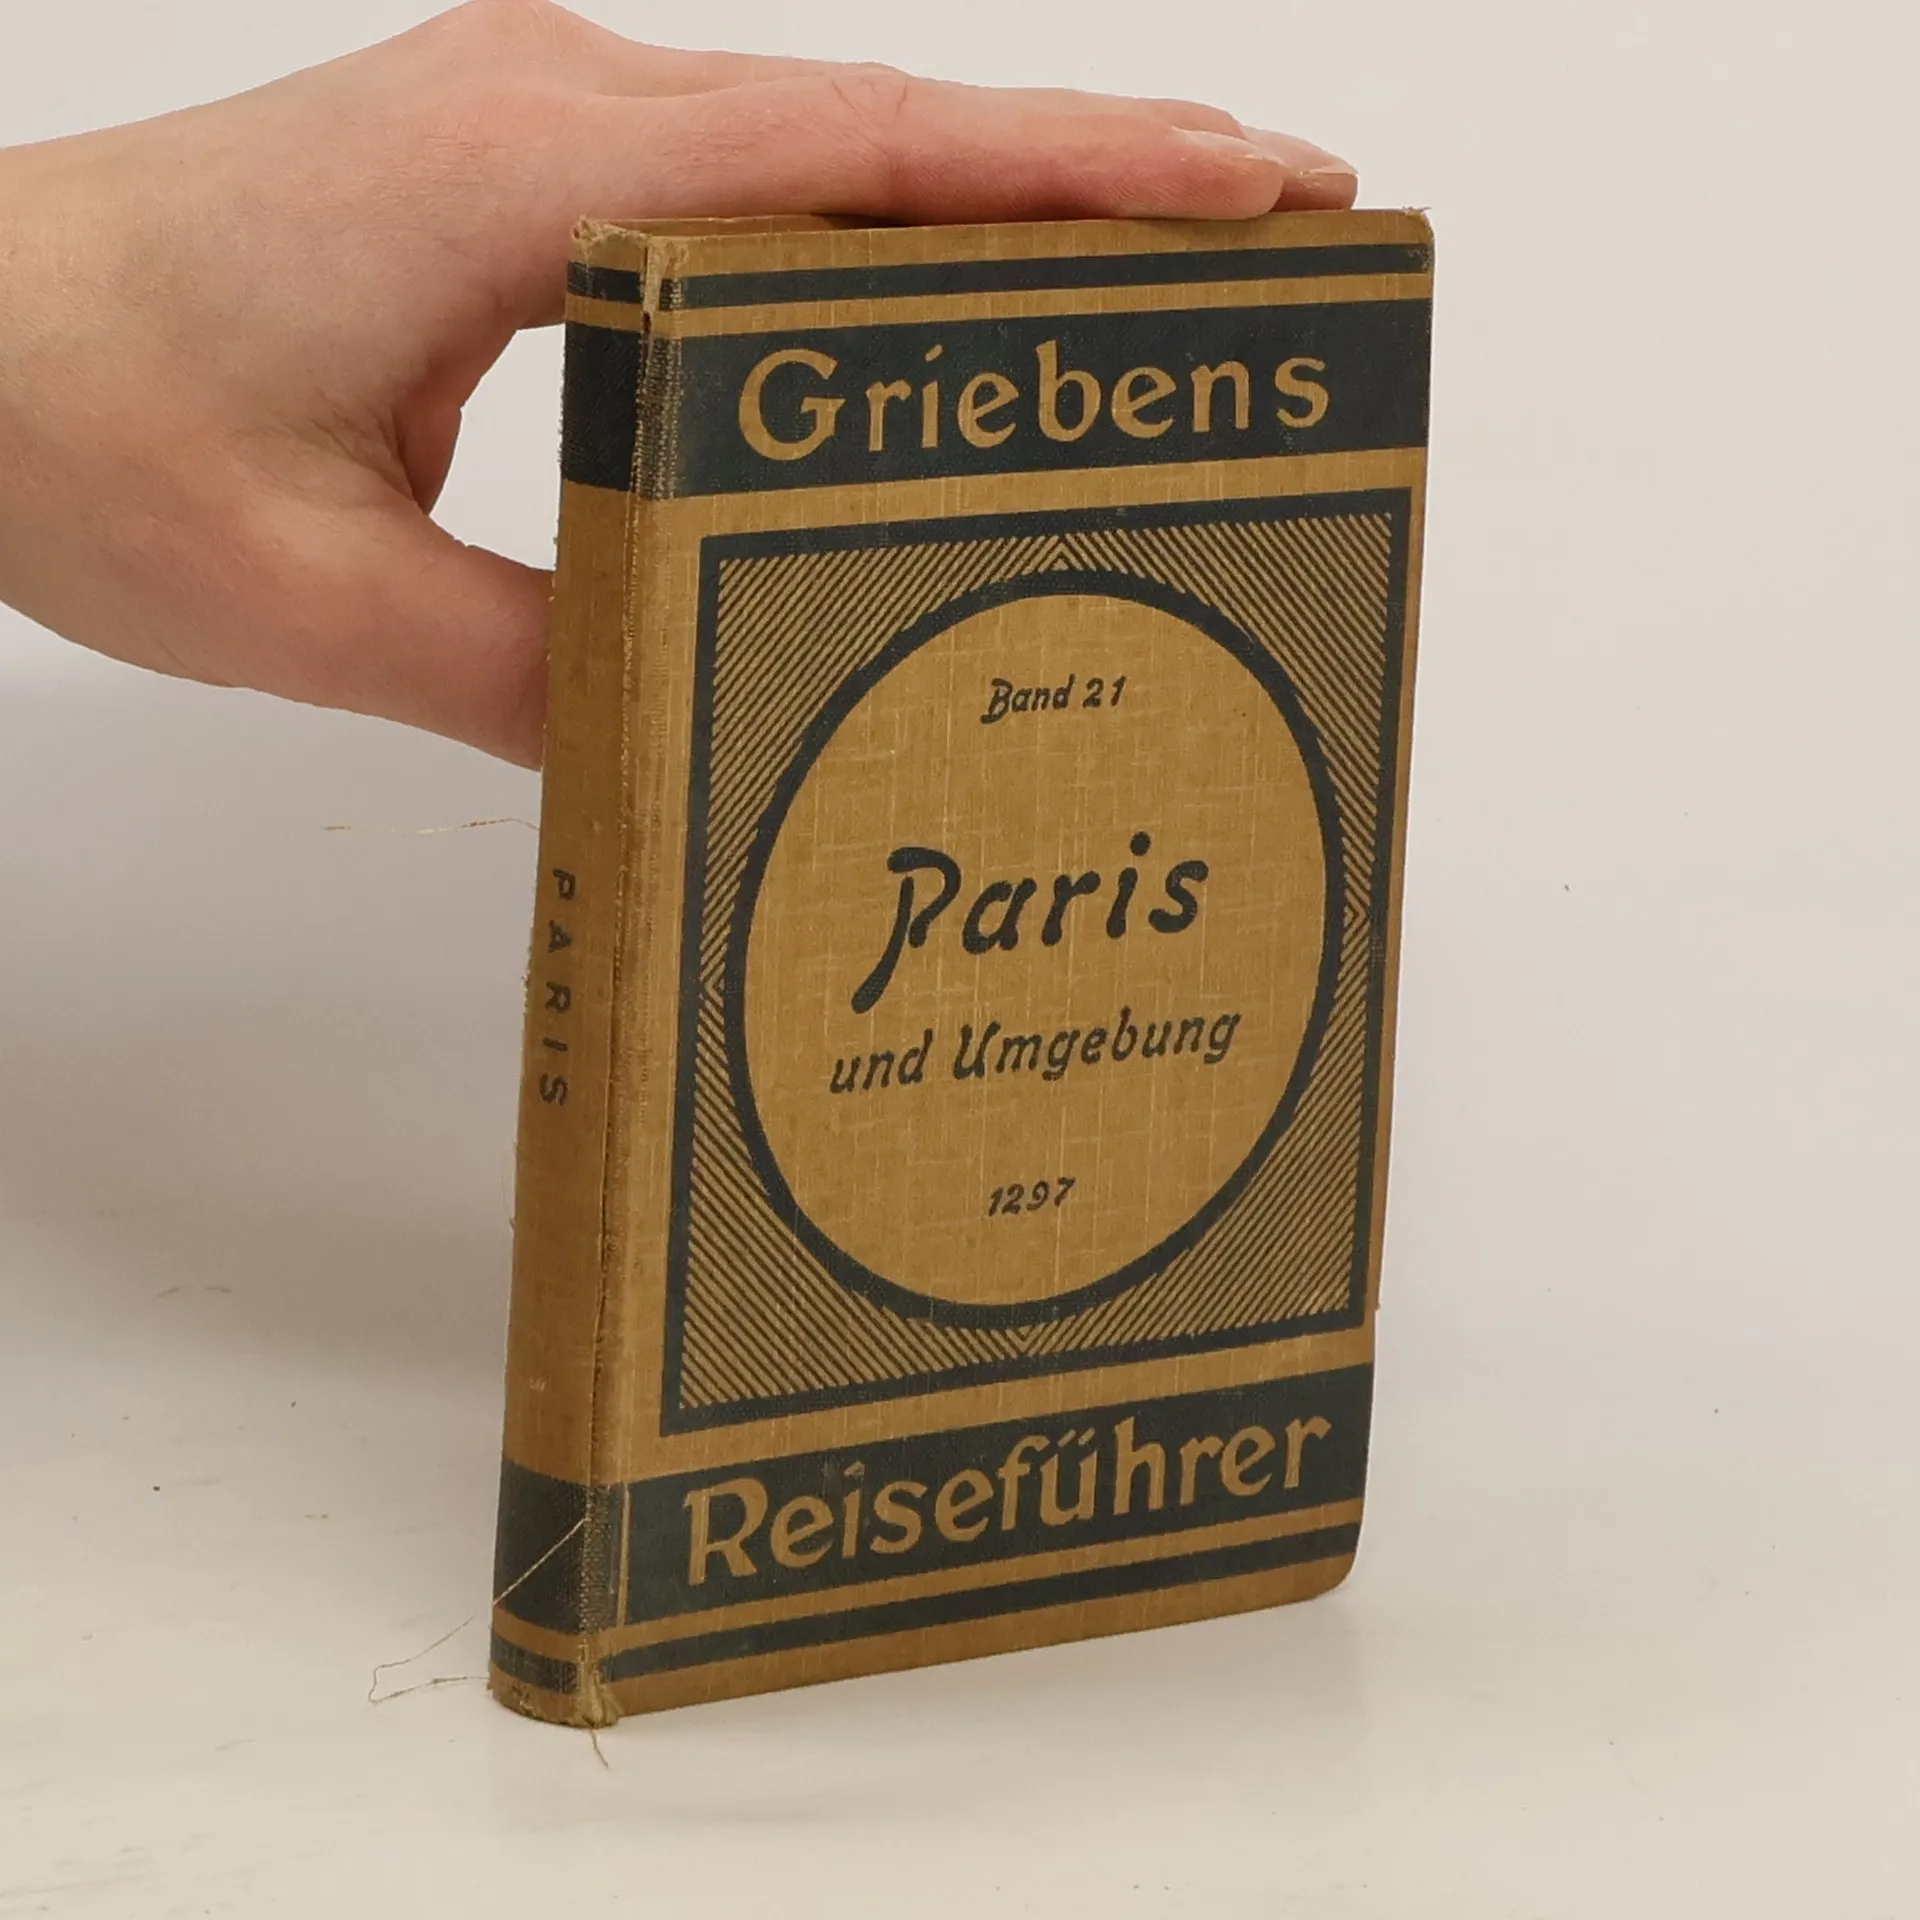 Griebens
Band 21
Paris
und Umgebung
1297
Reiseführer
PARIS